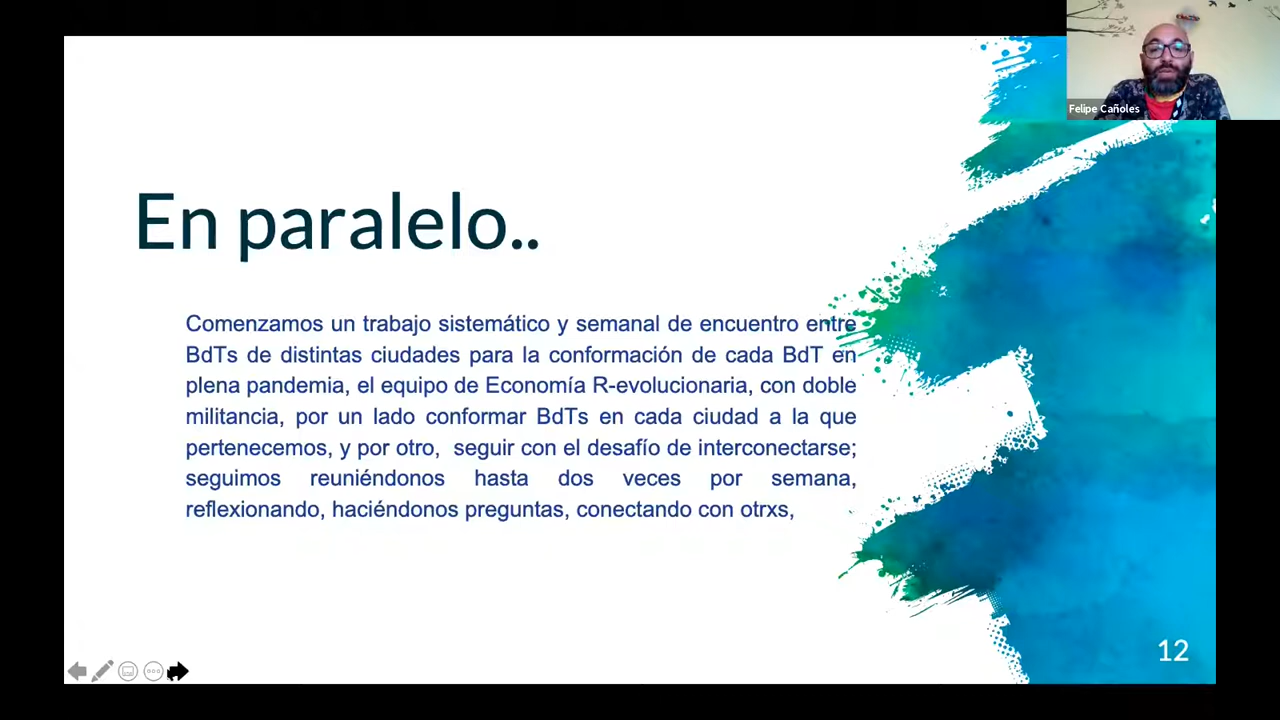 Felipe Cañoles
En paralelo..
Comenzamos un trabajo sistemático y semanal de encuentro entre
BdTs de distintas ciudades para la conformación de cada BdT en
plena pandemia, el equipo de Economía R-evolucionaria, con doble
militancia, por un lado conformar BdTs en cada ciudad a la que
pertenecemos, y por otro,  seguir con el desafío de interconectarse;
seguimos reuniéndonos hasta dos veces por semana,
reflexionando, haciéndonos preguntas, conectando con otrxs,
12